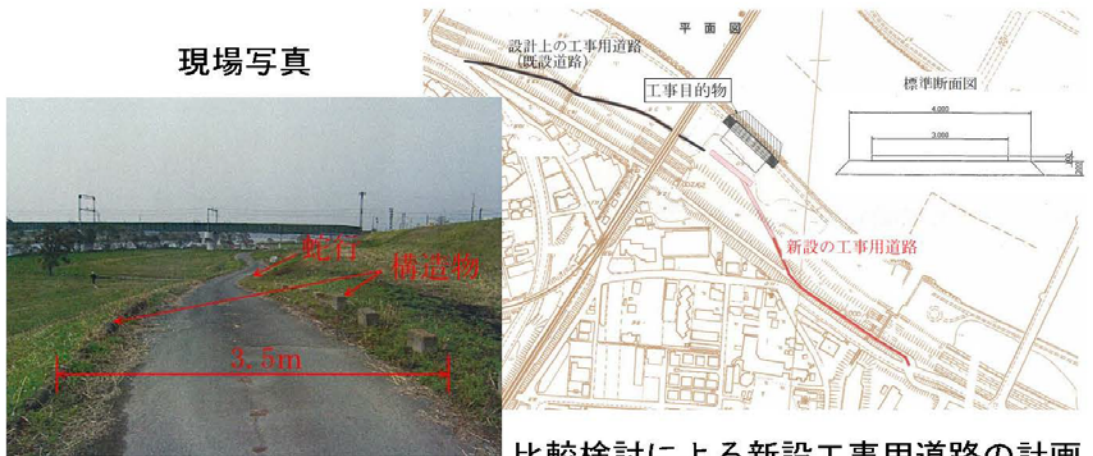 現場写真
蛇行
構造物
3.5m
平面図
設計上の工事用道路
(既設道路)
工事目的物
標準断面図
4.000
3.000
新設の工事用道路
比較検討による新設工事用道路の計画